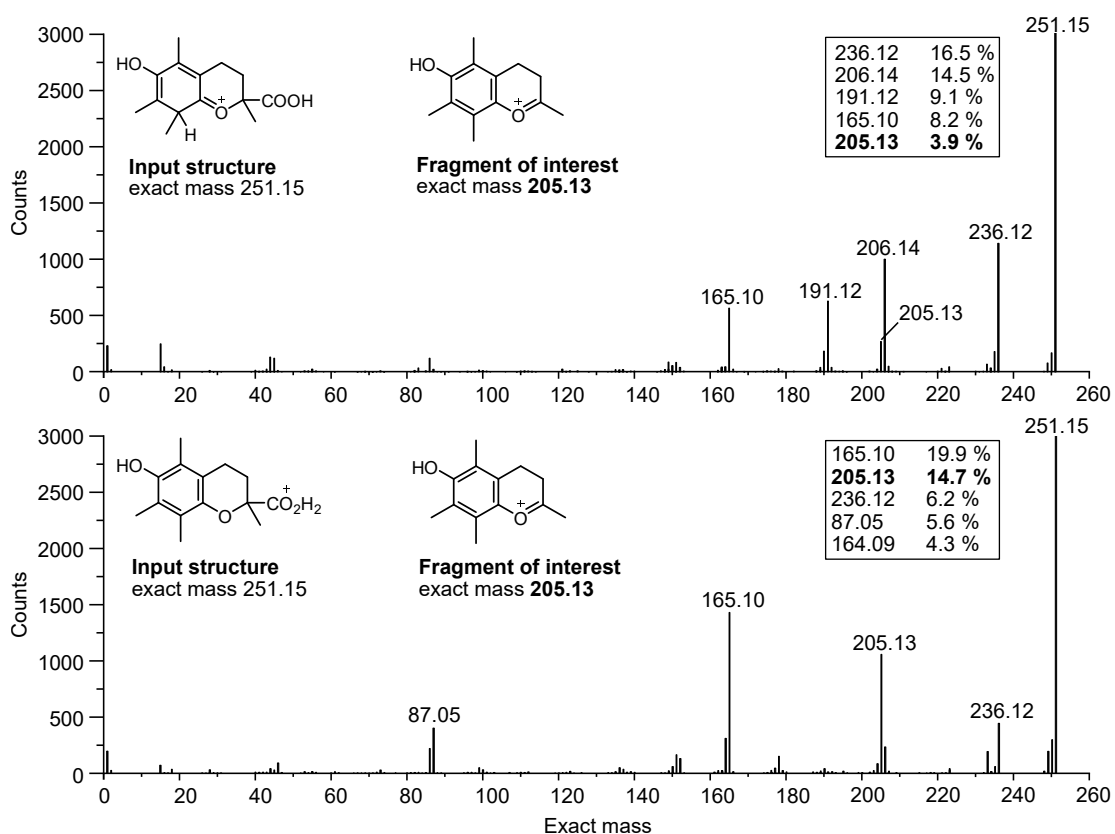 3000
2500
2000
1500
1000
500
0
Counts
0 20 40 60 80 100 120 140 160 180 200 220 240 260
HO
+
O
COOH
H
Input structure
exact mass 251.15
HO
+
O
Fragment of interest
exact mass 205.13
236.12 16.5 %
206.14 14.5 %
191.12 9.1 %
165.10 8.2 %
205.13 3.9 %
251.15
236.12
206.14
205.13
191.12
165.10
3000
2500
2000
1500
1000
500
0
Counts
0 20 40 60 80 100 120 140 160 180 200 220 240 260
Exact mass
HO
O
+
CO2H2
Input structure
exact mass 251.15
HO
+
O
Fragment of interest
exact mass 205.13
165.10 19.9 %
205.13 14.7 %
236.12 6.2 %
87.05 5.6 %
164.09 4.3 %
251.15
165.10
205.13
236.12
87.05